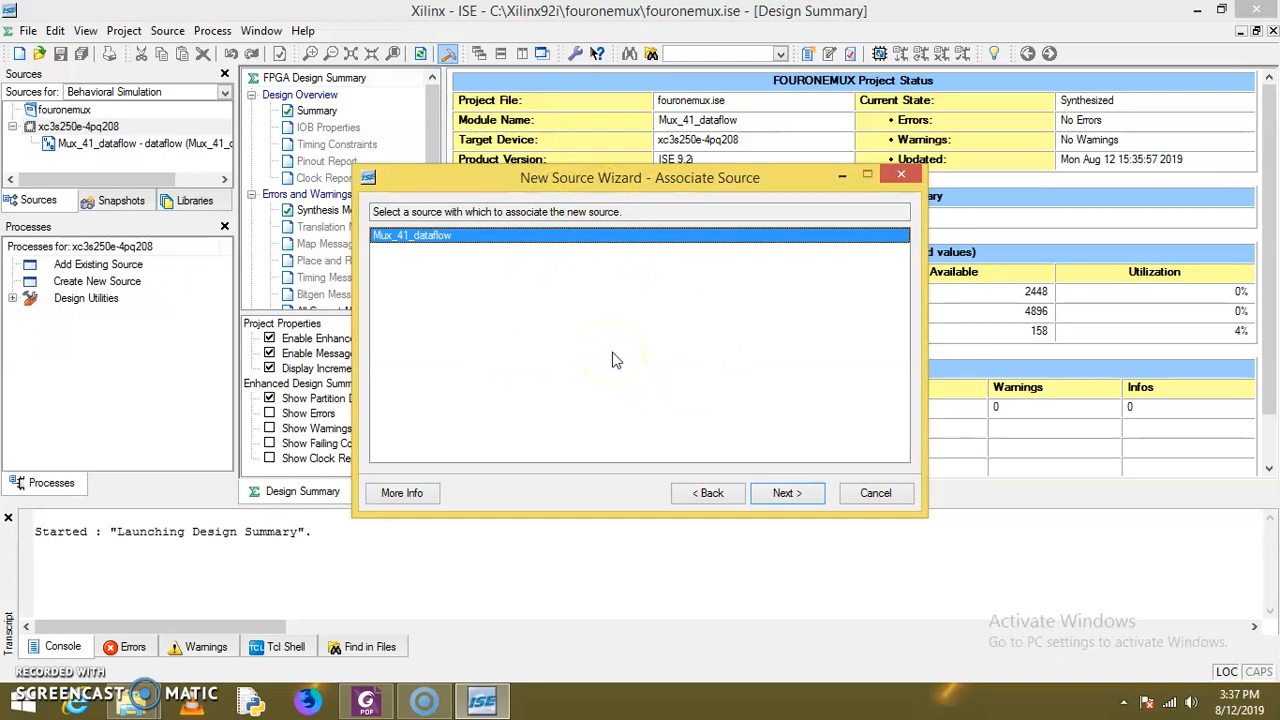 Xilinx - ISE - C:\Xilinx92i\fouronemux\fouronemux.ise - [Design Summary]
File Edit View Project Source Process Window Help
Sources
Sources for: Behavioral Simulation
fouronemux
xc3s250e-4pq208
Mux_41_dataflow - dataflow (Mux_41_c
Sources Snapshots Libraries
Processes
Processes for: xc3s250e-4pq208
Add Existing Source
Create New Source
Design Utilities
Processes
FPGA Design Summary
Design Overview
Summary
IOB Properties
Timing Constraints
Pinout Report
Clock Repor
Errors and Warnings
Synthesis Me
Translation
Map Messag
Place and R
Timing Mess
Bitgen Mess
Project Properties
Enable Enhanc
Enable Message
Display Increme
Enhanced Design Summ
Show Partition D
Show Errors
Show Warnings
Show Failing Co
Show Clock Re
Design Summary
FOURONEMUX Project Status
Project File: fouronemux.ise Current State: Synthesized
Module Name: Mux_41_dataflow • Errors: No Errors
Target Device: xc3s250e-4pq208 • Warnings: No Warnings
Product Version: ISE 9.2i • Updated: Mon Aug 12 15:35:57 2019
ry
d values)
Available Utilization
2448 0%
4896 0%
158 4%
Warnings Infos
0 0
New Source Wizard - Associate Source
Select a source with which to associate the new source.
Mux_41_dataflow
More Info < Back Next > Cancel
Started : "Launching Design Summary".
Transcript
Console Errors Warnings Tcl Shell Find in Files
TCL
Activate Windows
Go to PC settings to activate Windows.
LOC CAPS
RECORDED WITH
SCREENCAST MATIC
PDF
ISE
3:37 PM
8/12/2019